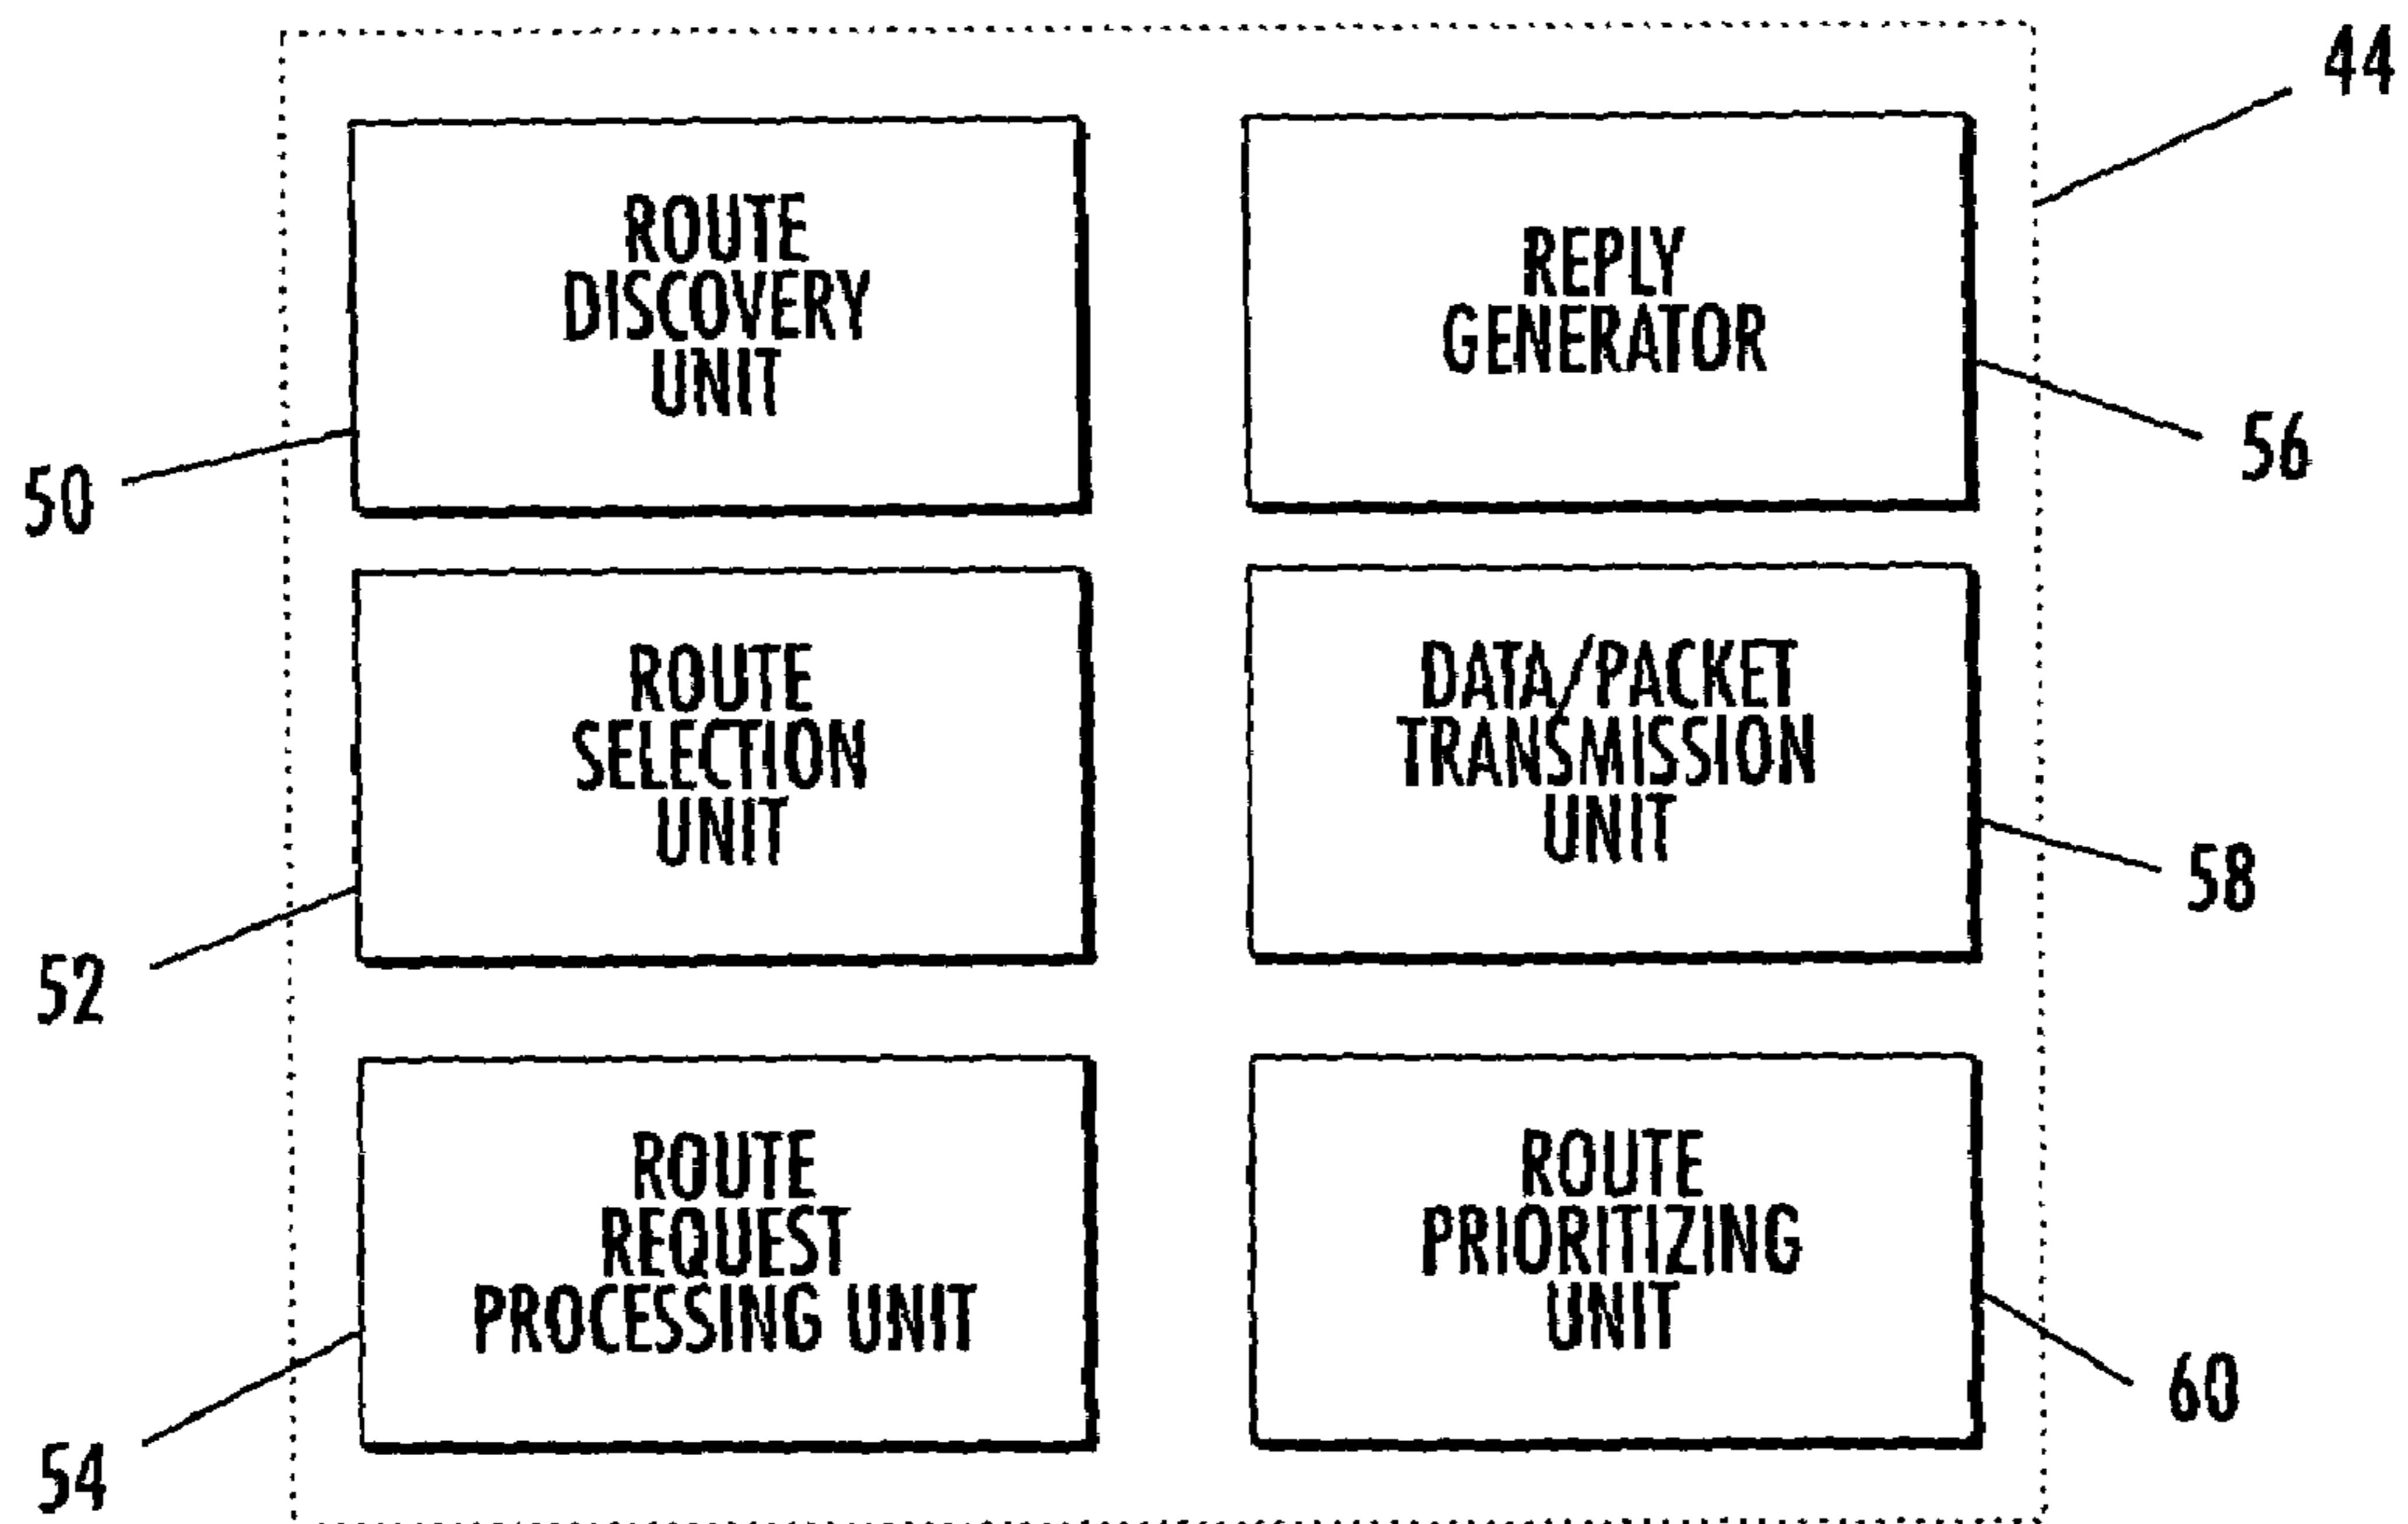 44
ROUTE
DISCOVERY
UNIT
50
REPLY
GENERATOR
56
ROUTE
SELECTION
UNIT
52
DATA/PACKET
TRANSMISSION
UNIT
58
ROUTE
REQUEST
PROCESSING UNIT
54
ROUTE
PRIORITIZING
UNIT
60